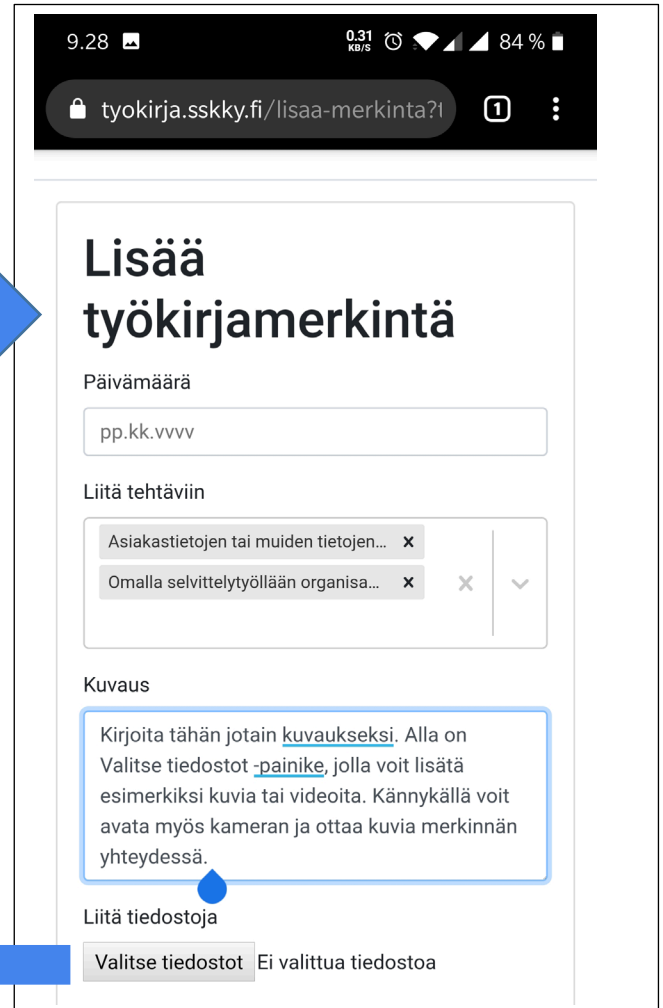 9.28 0.31 KB/S 84 %
tyokirja.sskky.fi/lisaa-merkinta? 1
Lisää
työkirjamerkintä
Päivämäärä
pp.kk.vvvv
Liitä tehtäviin
Asiakastietojen tai muiden tietojen... x
Omalla selvittelytyöllään organisa... x
Kuvaus
Kirjoita tähän jotain kuvaukseksi. Alla on
Valitse tiedostot -painike, jolla voit lisätä
esimerkiksi kuvia tai videoita. Kännykällä voit
avata myös kameran ja ottaa kuvia merkinnän
yhteydessä.
Liitä tiedostoja
Valitse tiedostot Ei valittua tiedostoa